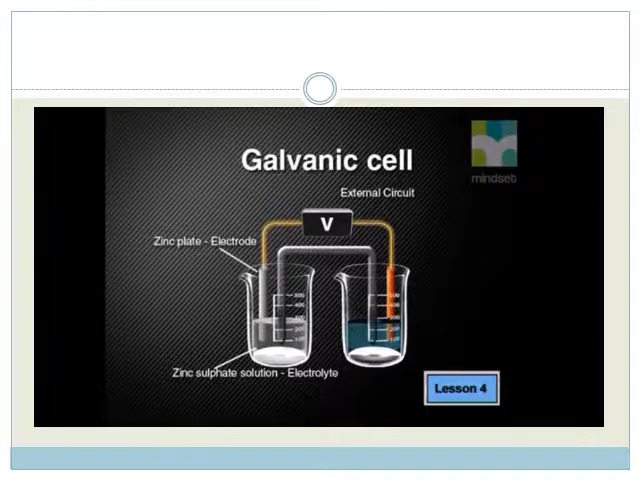 Galvanic cell
mindset
External Circuit
V
Zinc plate - Electrode
Zinc sulphate solution - Electrolyte
Lesson 4